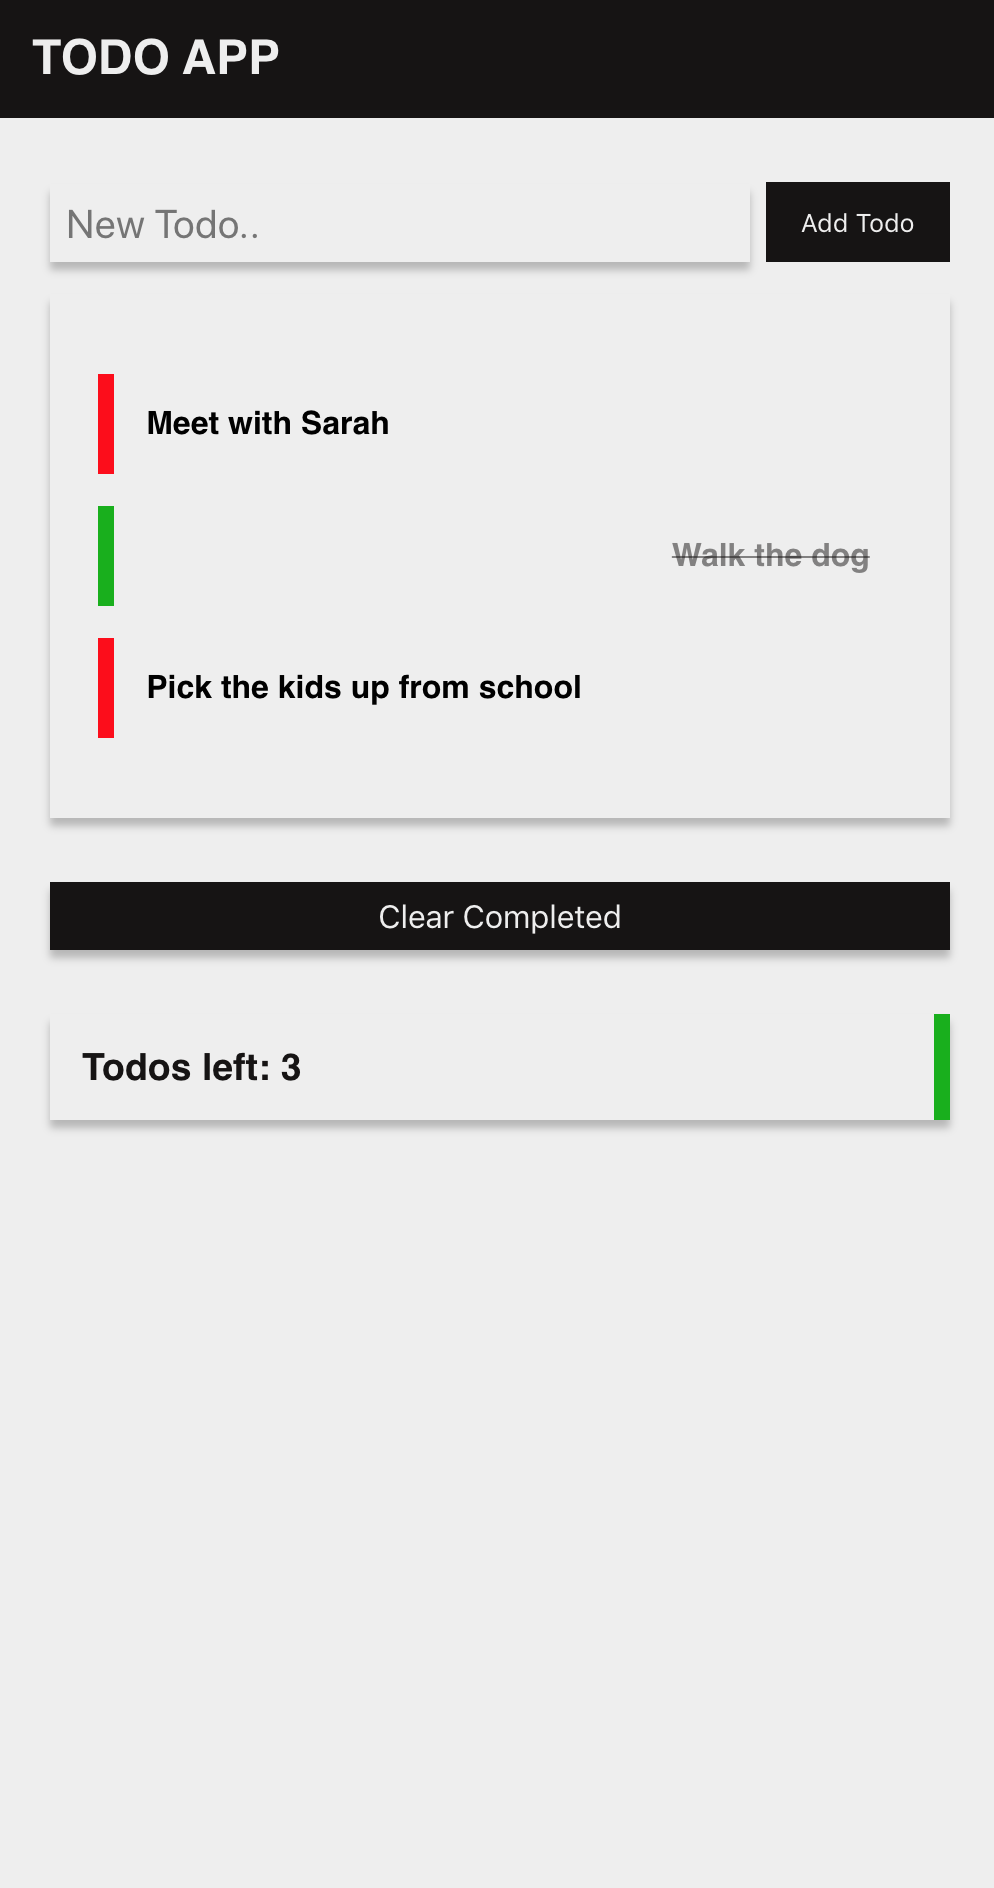 TODO APP
New Todo..
Add Todo
Meet with Sarah
Walk the dog
Pick the kids up from school
Clear Completed
Todos left: 3